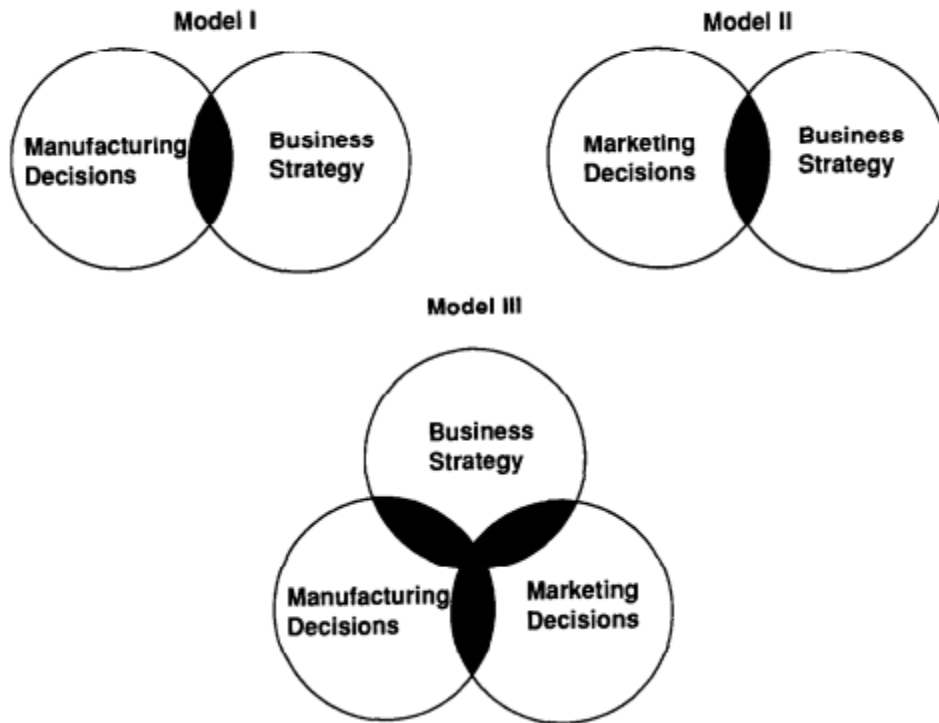 Model I
Manufacturing
Decisions
Business
Strategy
Model II
Marketing
Decisions
Business
Strategy
Model III
Business
Strategy
Manufacturing
Decisions
Marketing
Decisions